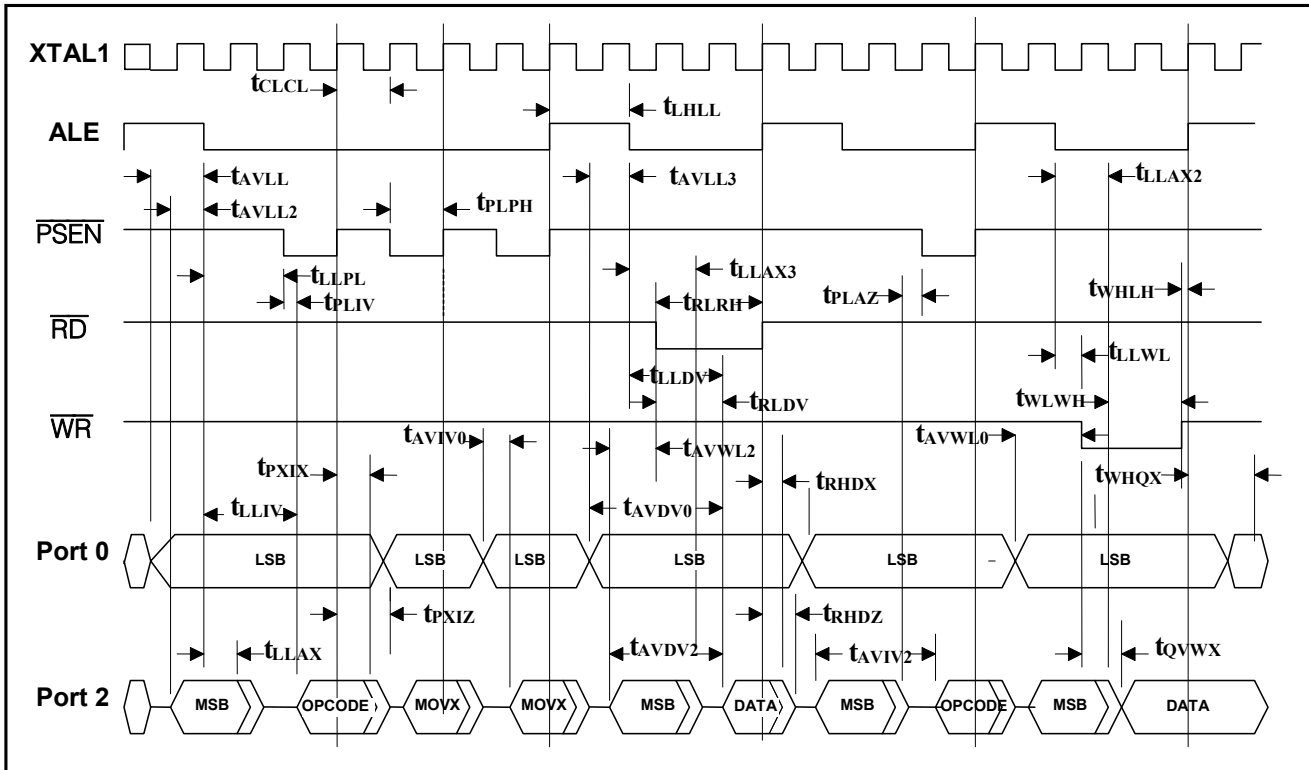 XTAL1
tCLCL
tLHLL
ALE
tAVLL
tAVLL3
tLLAX2
tAVLL2
tPLPH
PSEN
tLLPL
tLLAX3
tPLIV
tRLRH
tPLAZ
tWHLH
RD
tLLWL
tLLDV
tRLDV
tWLWH
WR
tAVIV0
tAVWL2
tAVWL0
tPXIX
tRHDX
tWHQX
tLLIV
tAVDV0
Port 0
LSB LSB LSB LSB LSB LSB
tPXIZ
tRHDZ
tLLAX
tAVDV2
tAVIV2
tQVWX
Port 2
MSB OPCODE MOVX MOVX MSB DATA MSB OPCODE MSB DATA